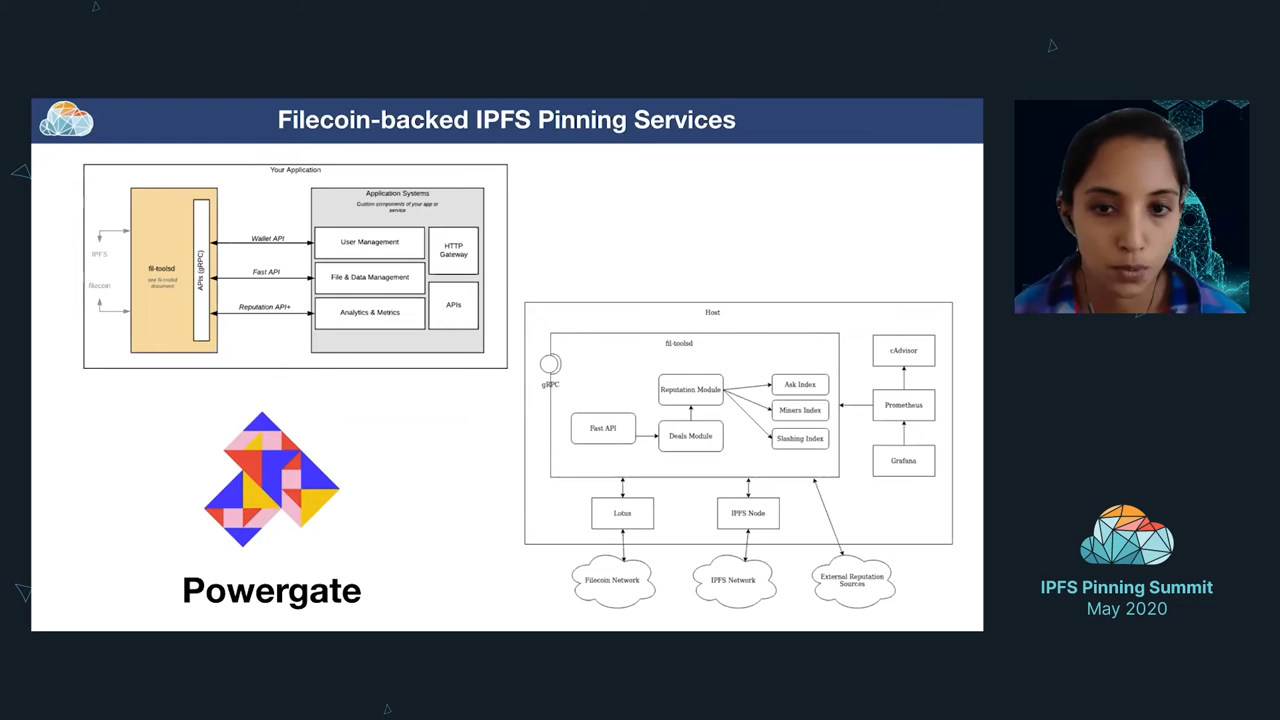 Filecoin-backed IPFS Pinning Services
Your Application
IPFS
filecoin
fil-toolsd
document
APIs (gRPC)
Wallet API
Fast API
Reputation API+
Application Systems
Custom components of your app or
service
User Management
File & Data Management
Analytics & Metrics
HTTP
Gateway
APIs
Powergate
Host
fil-toolsd
gRPC
Fast API
Reputation Module
Deals Module
Ask Index
Miners Index
Slashing Index
cAdvisor
Prometheus
Grafana
Lotus
IPFS Node
Filecoin Network
IPFS Network
External Reputation
Sources
IPFS Pinning Summit
May 2020